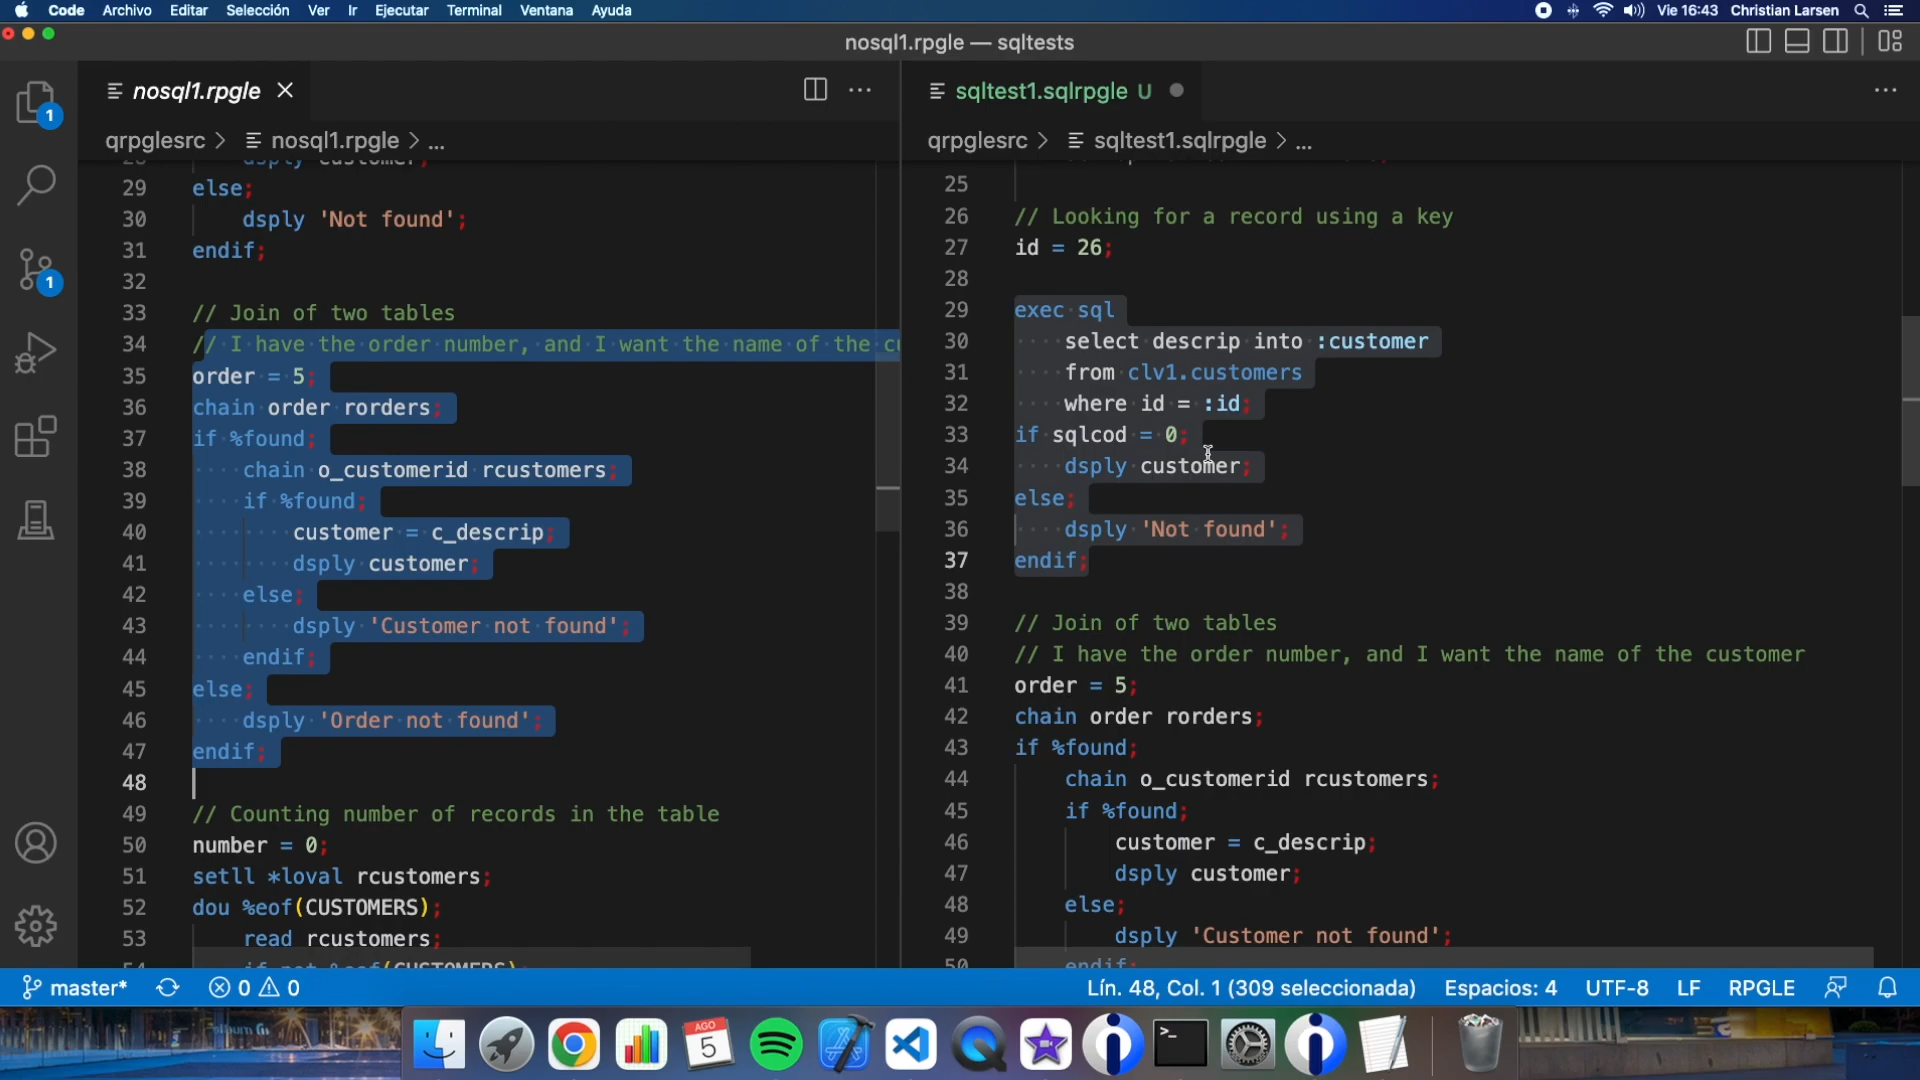 Code Archivo Editar Selección Ver Ir Ejecutar Terminal Ventana Ayuda
Vie 16:43 Christian Larsen
nosql1.rpgle — sqltests
nosql1.rpgle
qrpglesrc > nosql1.rpgle > ...
29 else;
30 dsply 'Not found';
31 endif;
32
33 // Join of two tables
34 // I have the order number, and I want the name of the cu
35 order = 5;
36 chain order rorders;
37 if %found;
38 chain o_customerid rcustomers;
39 if %found;
40 customer = c_descrip;
41 dsply customer;
42 else;
43 dsply 'Customer not found';
44 endif;
45 else;
46 dsply 'Order not found';
47 endif;
48
49 // Counting number of records in the table
50 number = 0;
51 setll *loval rcustomers;
52 dou %eof(CUSTOMERS);
53 read rcustomers;
sqltest1.sqlrpgle U
qrpglesrc > sqltest1.sqlrpgle > ...
25
26 // Looking for a record using a key
27 id = 26;
28
29 exec sql
30 select descrip into :customer
31 from clv1.customers
32 where id = :id;
33 if sqlcod = 0;
34 dsply customer;
35 else;
36 dsply 'Not found';
37 endif;
38
39 // Join of two tables
40 // I have the order number, and I want the name of the customer
41 order = 5;
42 chain order rorders;
43 if %found;
44 chain o_customerid rcustomers;
45 if %found;
46 customer = c_descrip;
47 dsply customer;
48 else;
49 dsply 'Customer not found';
50 endif;
1
1
master* 0 0 Lín. 48, Col. 1 (309 seleccionada) Espacios: 4 UTF-8 LF RPGLE
AGO
5